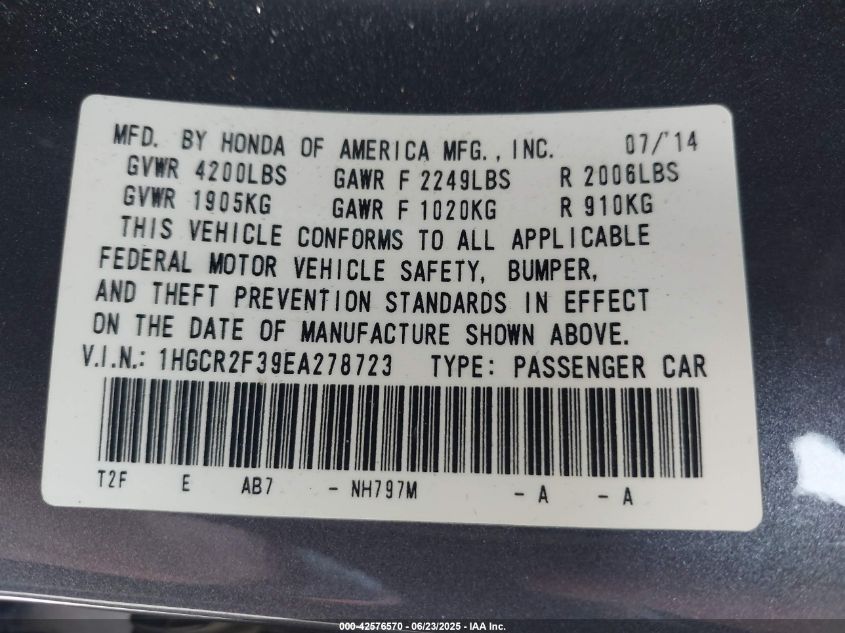 MFD. BY HONDA OF AMERICA MFG., INC. 07/'14
GVWR 4200LBS GAWR F 2249LBS R 2006LBS
GVWR 1905KG GAWR F 1020KG R 910KG
THIS VEHICLE CONFORMS TO ALL APPLICABLE
FEDERAL MOTOR VEHICLE SAFETY, BUMPER,
AND THEFT PREVENTION STANDARDS IN EFFECT
ON THE DATE OF MANUFACTURE SHOWN ABOVE.
V.I.N.: 1HGCR2F39EA278723 TYPE: PASSENGER CAR
T2F E AB7 - NH797M - A - A
000-42576570 - 06/23/2025 - IAA Inc.